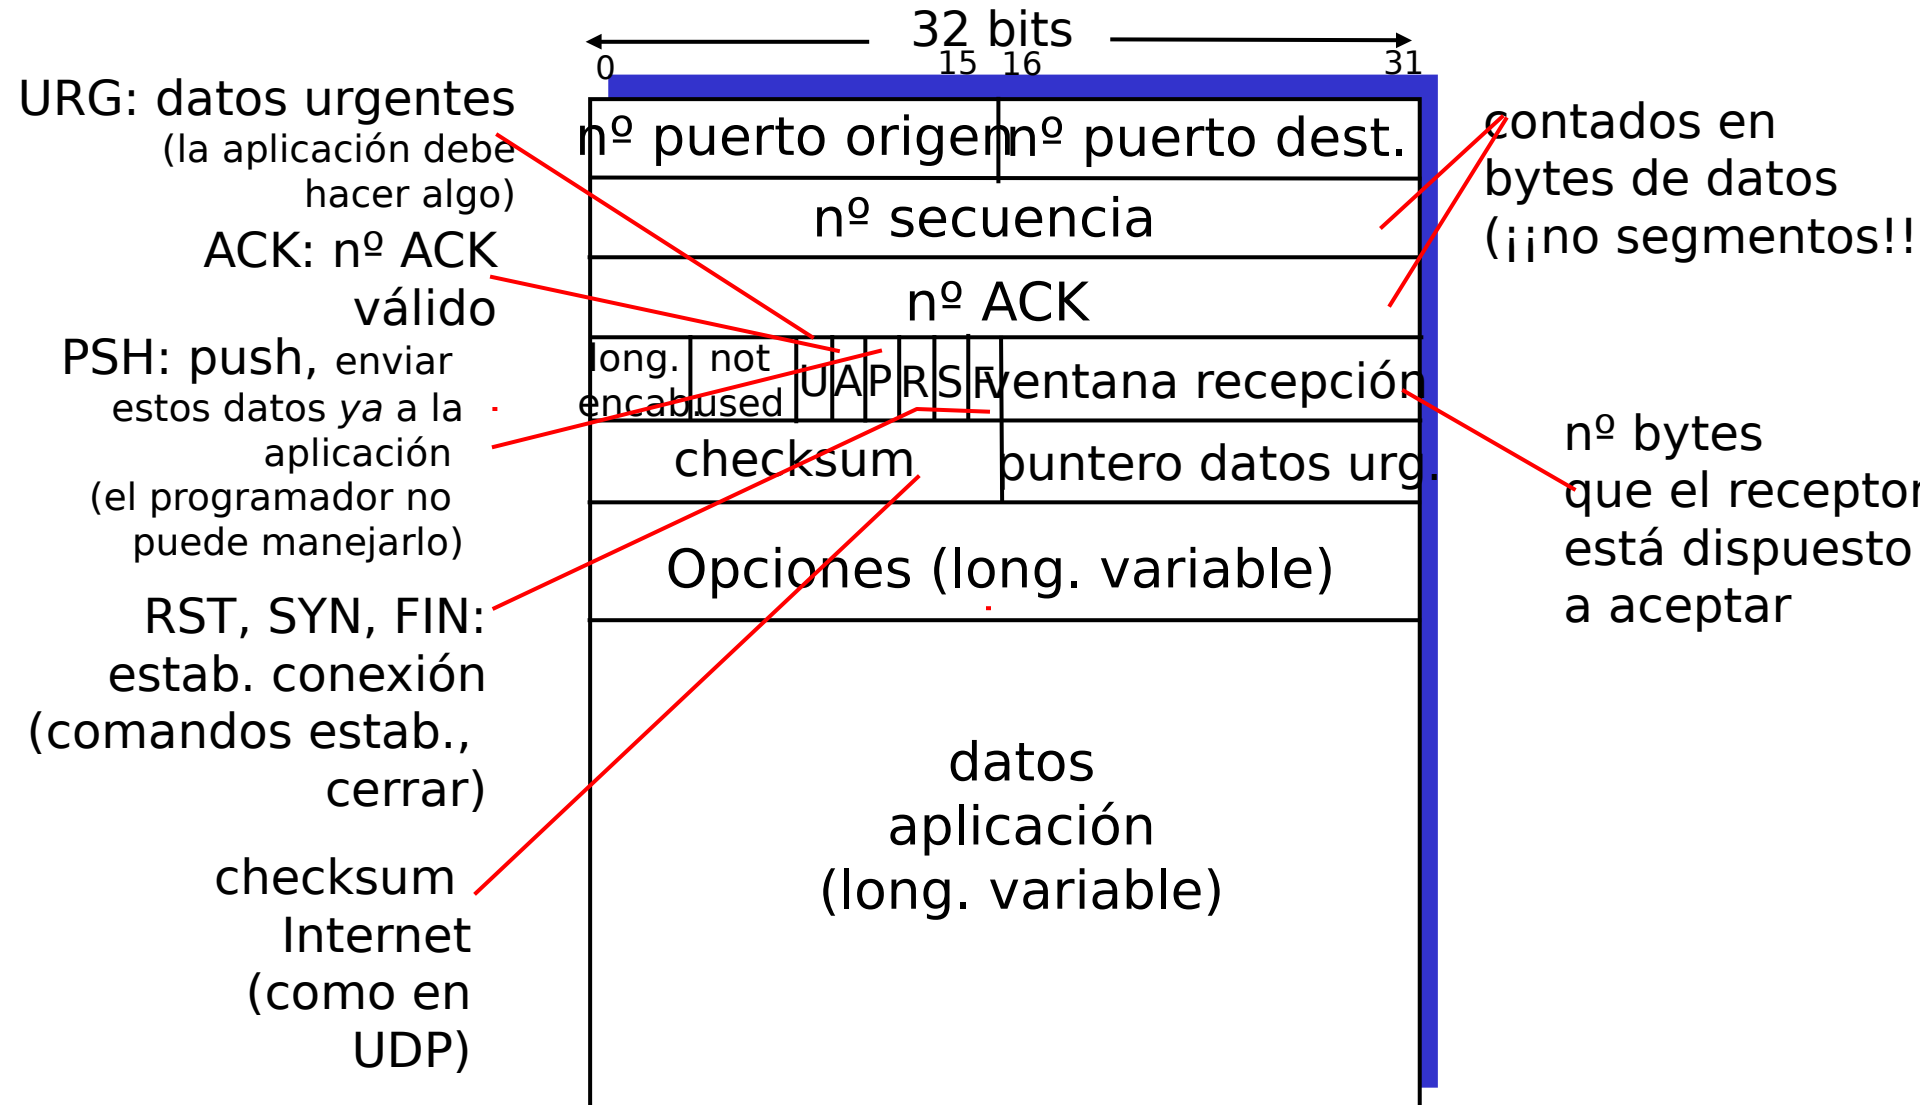 32 bits
0 15 16 31
URG: datos urgentes
(la aplicación debe
hacer algo)
ACK: nº ACK
válido
PSH: push, enviar
estos datos ya a la
aplicación
(el programador no
puede manejarlo)
RST, SYN, FIN:
estab. conexión
(comandos estab.,
cerrar)
checksum
Internet
(como en
UDP)
nº puerto origen nº puerto dest.
nº secuencia
nº ACK
long.
encab.
not
used
U A P R S F ventana recepción
checksum puntero datos urg.
Opciones (long. variable)
datos
aplicación
(long. variable)
contados en
bytes de datos
(¡¡no segmentos!!
nº bytes
que el receptor
está dispuesto
a aceptar